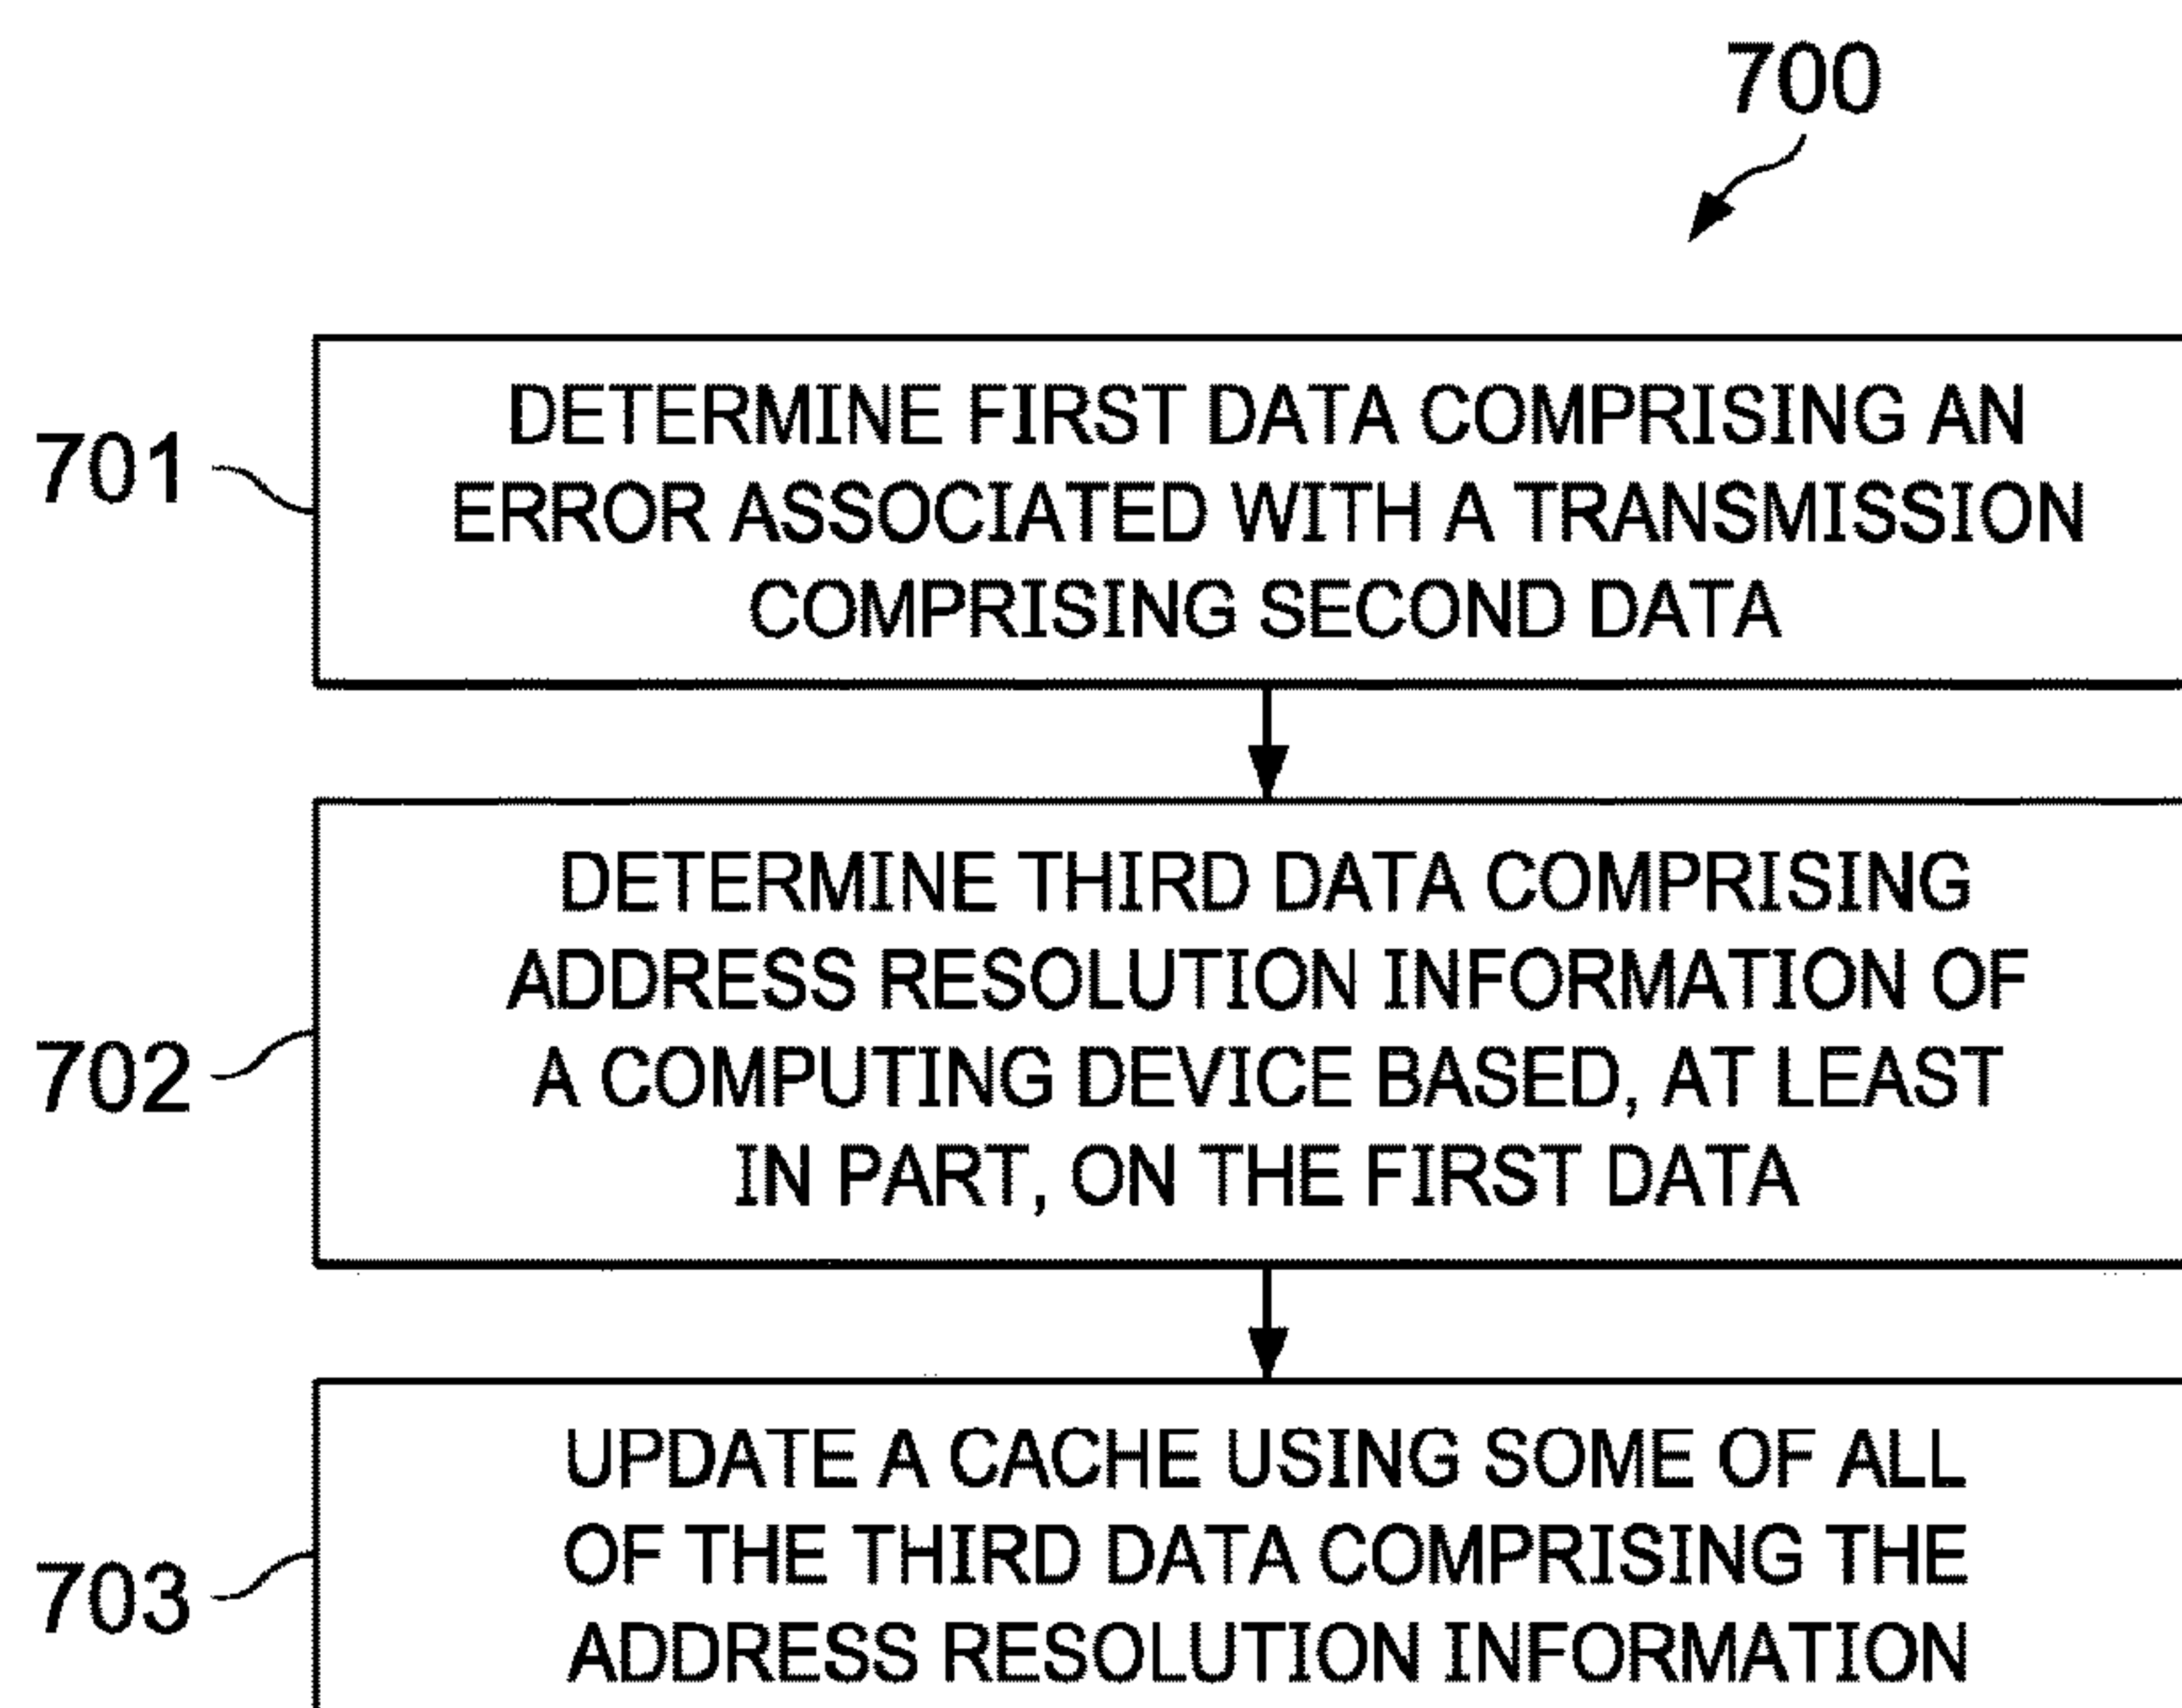 700
701
DETERMINE FIRST DATA COMPRISING AN
ERROR ASSOCIATED WITH A TRANSMISSION
COMPRISING SECOND DATA
702
DETERMINE THIRD DATA COMPRISING
ADDRESS RESOLUTION INFORMATION OF
A COMPUTING DEVICE BASED, AT LEAST
IN PART, ON THE FIRST DATA
703
UPDATE A CACHE USING SOME OF ALL
OF THE THIRD DATA COMPRISING THE
ADDRESS RESOLUTION INFORMATION